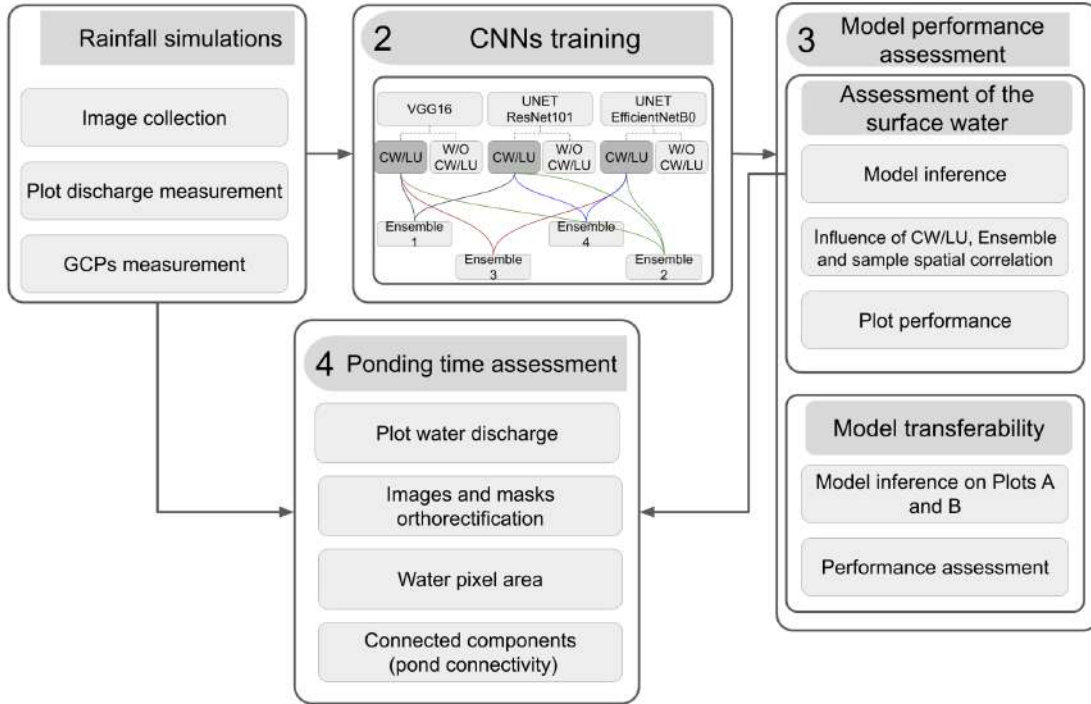 Rainfall simulations
Image collection
Plot discharge measurement
GCPs measurement
2 CNNs training
VGG16
UNET
ResNet101
UNET
EfficientNetB0
CW/LU
W/O
CW/LU
CW/LU
W/O
CW/LU
CW/LU
W/O
CW/LU
Ensemble
1
Ensemble
4
Ensemble
3
Ensemble
2
3 Model performance
assessment
Assessment of the
surface water
Model inference
Influence of CW/LU, Ensemble
and sample spatial correlation
Plot performance
Model transferability
Model inference on Plots A
and B
Performance assessment
4 Ponding time assessment
Plot water discharge
Images and masks
orthorectification
Water pixel area
Connected components
(pond connectivity)